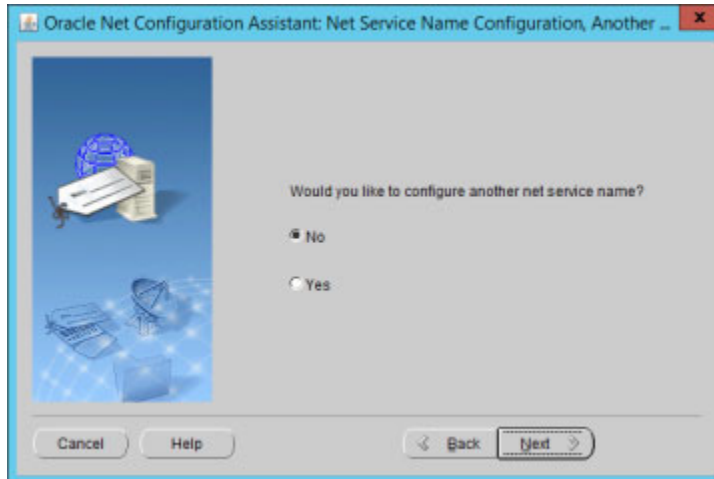 Oracle Net Configuration Assistant: Net Service Name Configuration, Another ...
Would you like to configure another net service name?
No
Yes
Cancel
Help
Back
Next